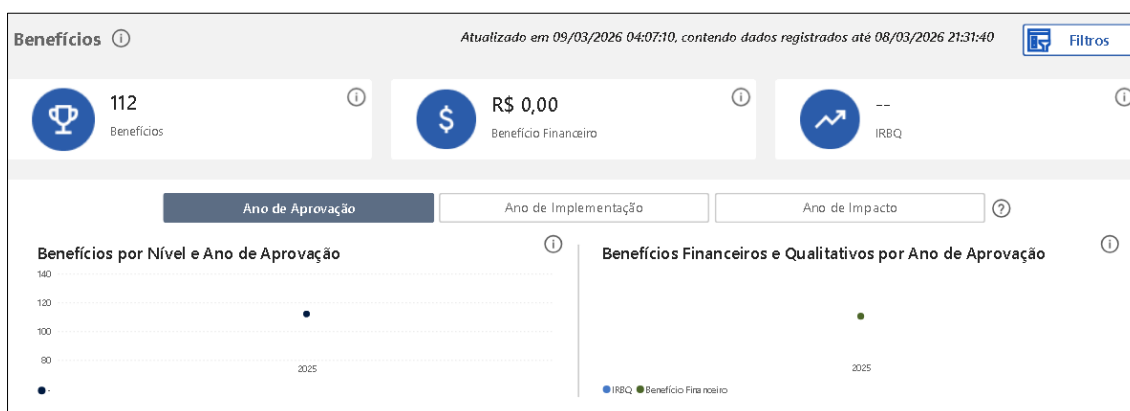 Benefícios
Atualizado em 09/03/2026 04:07:10, contendo dados registrados até 08/03/2026 21:31:40
Filtros
112
Benefícios
R$ 0,00
Benefício Financeiro
--
IRBQ
Ano de Aprovação
Ano de Implementação
Ano de Impacto
Benefícios por Nível e Ano de Aprovação
140
120
100
80
2025
-
Benefícios Financeiros e Qualitativos por Ano de Aprovação
2025
IRBQ Benefício Financeiro